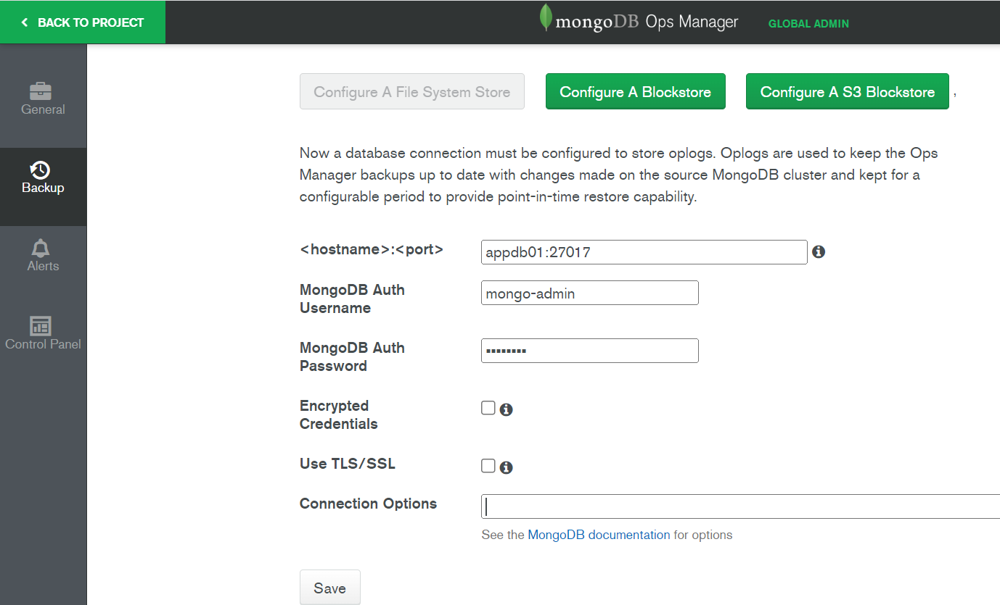 BACK TO PROJECT
mongoDB Ops Manager
GLOBAL ADMIN
General
Backup
Alerts
Control Panel
Configure A File System Store
Configure A Blockstore
Configure A S3 Blockstore
,
Now a database connection must be configured to store oplogs. Oplogs are used to keep the Ops
Manager backups up to date with changes made on the source MongoDB cluster and kept for a
configurable period to provide point-in-time restore capability.
<hostname>:<port>
appdb01:27017
MongoDB Auth
Username
mongo-admin
MongoDB Auth
Password
••••••••
Encrypted
Credentials
Use TLS/SSL
Connection Options
See the MongoDB documentation for options
Save